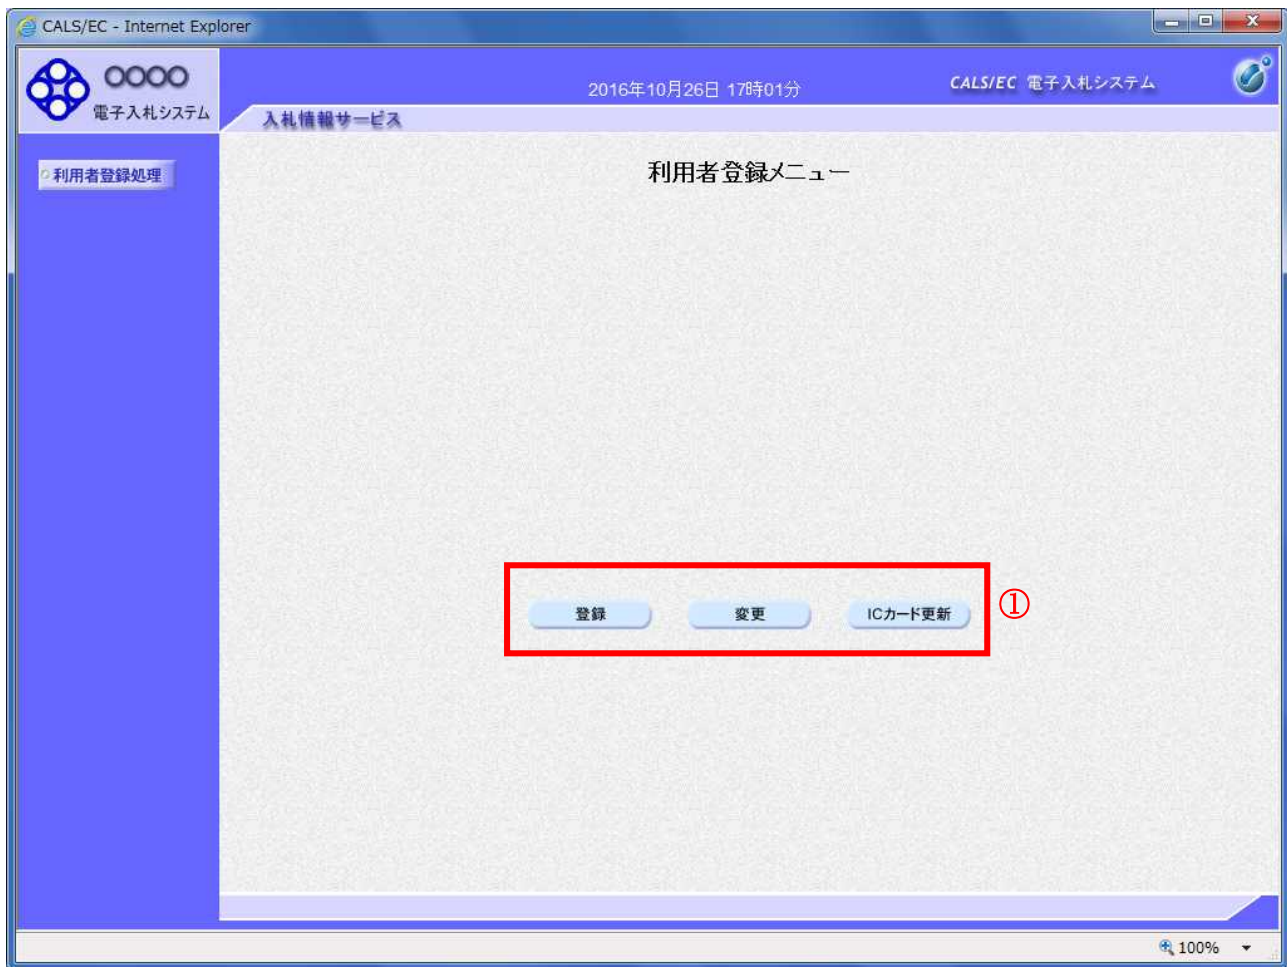 CALS/EC - Internet Explorer
〇〇〇〇
電子入札システム
2016年10月26日 17時01分
CALS/EC 電子入札システム
入札情報サービス
利用者登録処理
利用者登録メニュー
登録 変更 ICカード更新 ①
100%